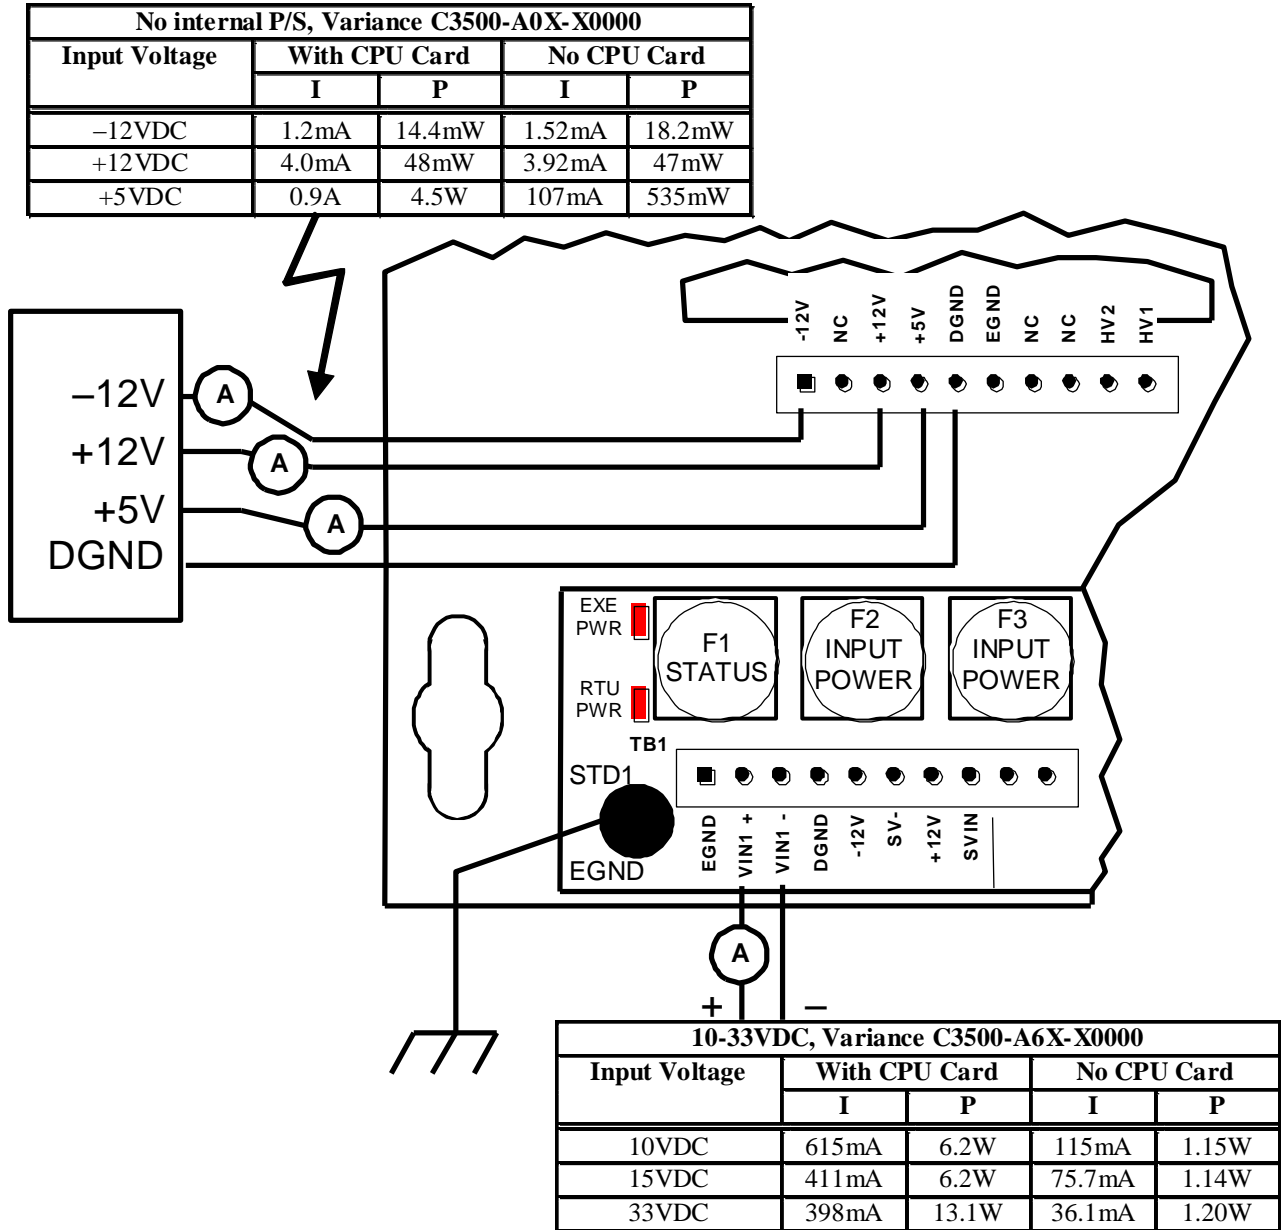 No internal P/S, Variance C3500-A0X-X0000
Input Voltage With CPU Card No CPU Card
I P I P
–12VDC 1.2mA 14.4mW 1.52mA 18.2mW
+12VDC 4.0mA 48mW 3.92mA 47mW
+5VDC 0.9A 4.5W 107mA 535mW
-12V NC +12V +5V DGND EGND NC NC HV2 HV1
–12V A
+12V A
+5V A
DGND
EXE
PWR
RTU
PWR
F1
STATUS
F2
INPUT
POWER
F3
INPUT
POWER
TB1
STD1
EGND
EGND VIN1 + VIN1 - DGND -12V SV- +12V SVIN
A
+ –
10-33VDC, Variance C3500-A6X-X0000
Input Voltage With CPU Card No CPU Card
I P I P
10VDC 615mA 6.2W 115mA 1.15W
15VDC 411mA 6.2W 75.7mA 1.14W
33VDC 398mA 13.1W 36.1mA 1.20W